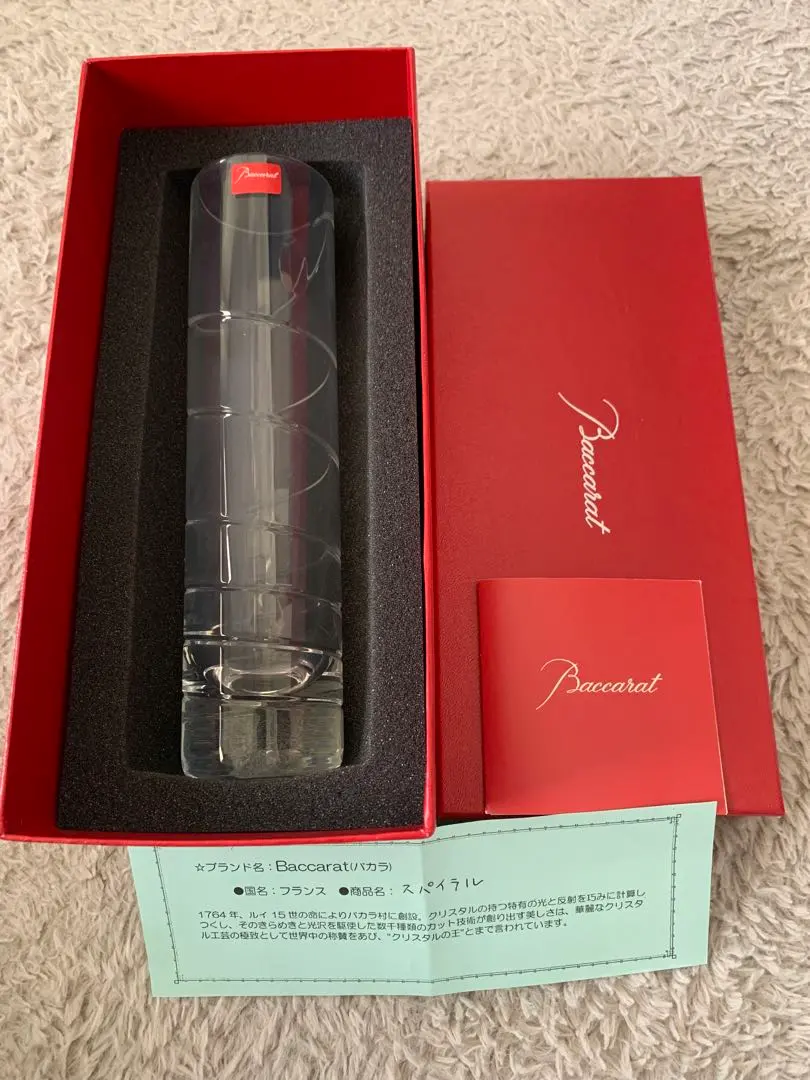 Baccarat
Baccarat
Baccarat
☆ブランド名：Baccarat(バカラ)
●国名：フランス ●商品名：スパイラル
1764年、ルイ15世の命によりバカラ村に創設。クリスタルの持つ特有の光と反射を巧みに計算し
つくし、そのきらめきと光沢を駆使した数千種類のカット技術が創り出す美しさは、華麗なクリスタ
ル工芸の極致として世界中の称賛をあび、"クリスタルの王"とまで言われています。